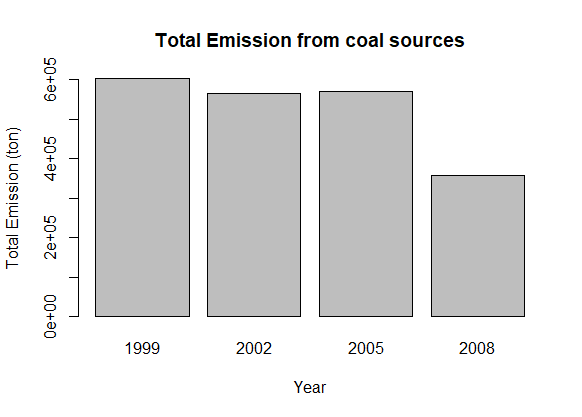 Total Emission from coal sources
Total Emission (ton)
6e+05
4e+05
2e+05
0e+00
1999 2002 2005 2008
Year